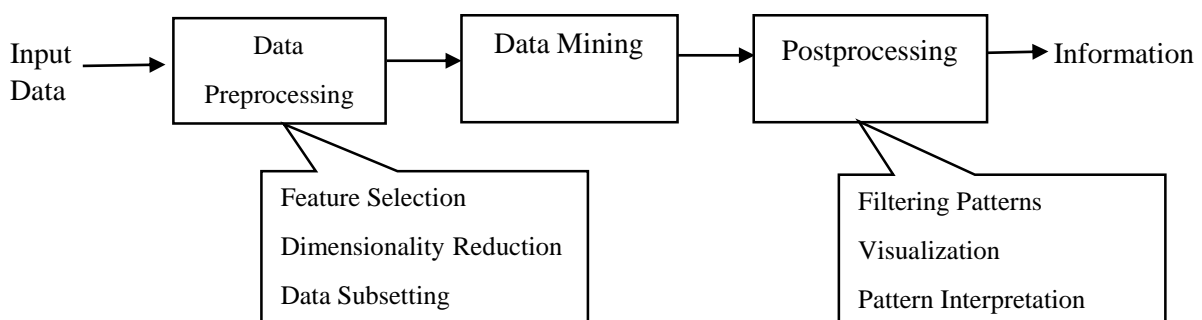 Input
Data
Data
Preprocessing
Data Mining
Postprocessing
Information
Feature Selection
Dimensionality Reduction
Data Subsetting
Filtering Patterns
Visualization
Pattern Interpretation